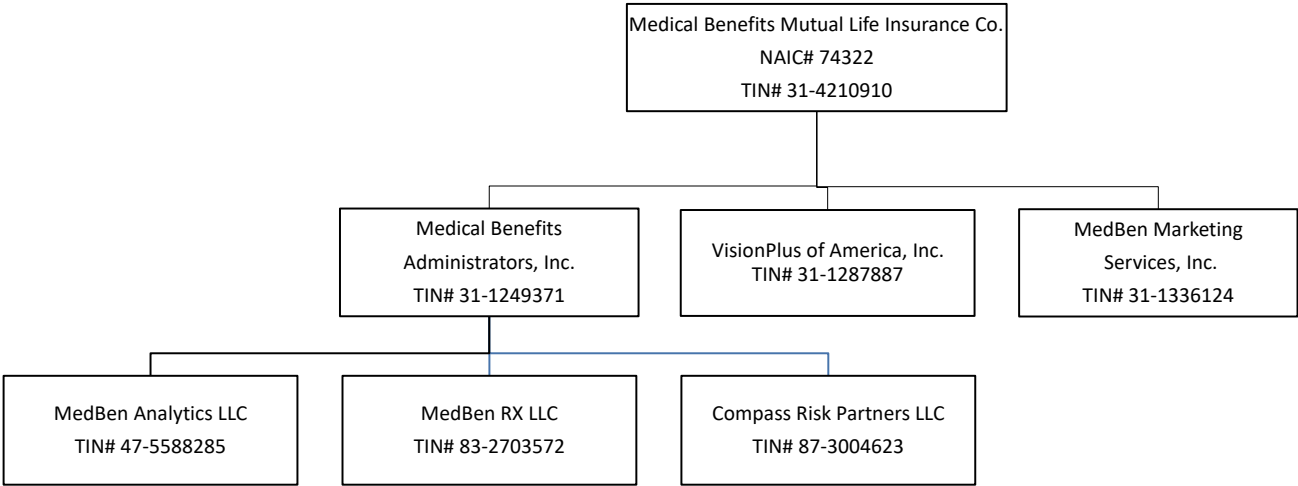 Medical Benefits Mutual Life Insurance Co.
NAIC# 74322
TIN# 31-4210910
Medical Benefits
Administrators, Inc.
TIN# 31-1249371
VisionPlus of America, Inc.
TIN# 31-1287887
MedBen Marketing
Services, Inc.
TIN# 31-1336124
MedBen Analytics LLC
TIN# 47-5588285
MedBen RX LLC
TIN# 83-2703572
Compass Risk Partners LLC
TIN# 87-3004623